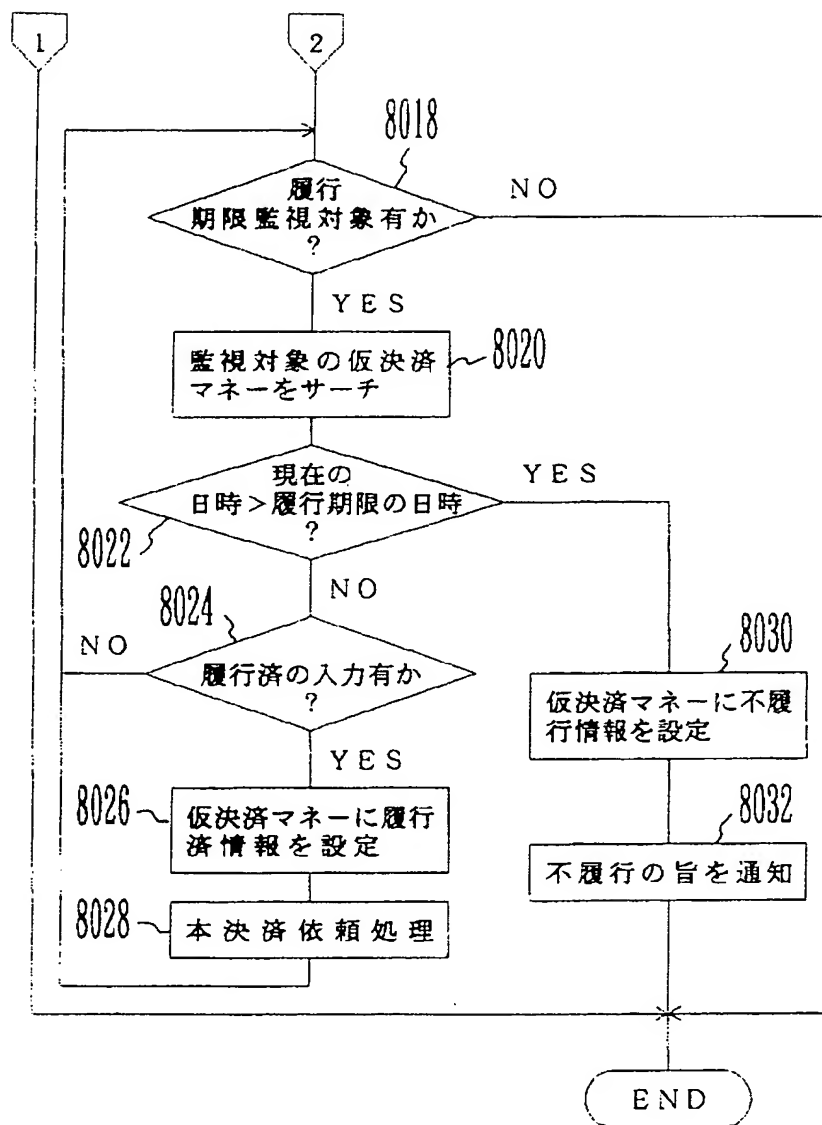 1
2
8018
履行
期限監視対象有か
?
NO
YES
監視対象の仮決済
マネーをサーチ
8020
現在の
日時>履行期限の日時
?
YES
8022
NO
8024
NO
履行済の入力有か
?
YES
8030
仮決済マネーに不履
行情報を設定
8026
仮決済マネーに履行
済情報を設定
8032
不履行の旨を通知
8028
本決済依頼処理
END